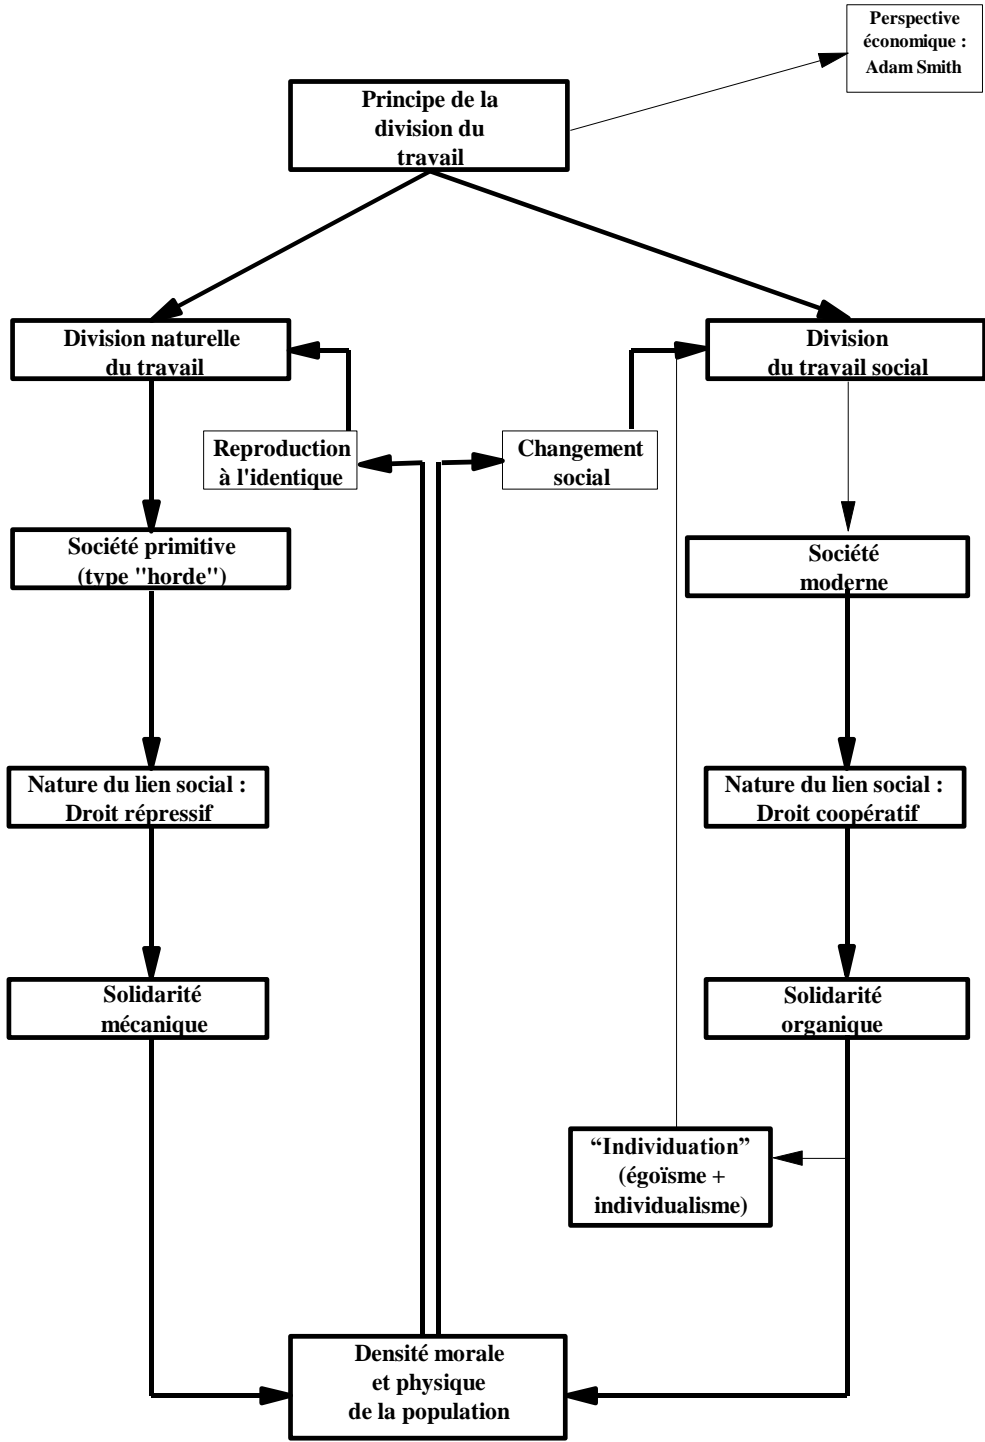 Perspective
économique :
Adam Smith
Principe de la
division du
travail
Division naturelle
du travail
Division
du travail social
Reproduction
à l'identique
Changement
social
Société primitive
(type "horde")
Société
moderne
Nature du lien social :
Droit répressif
Nature du lien social :
Droit coopératif
Solidarité
mécanique
Solidarité
organique
“Individuation”
(égoïsme +
individualisme)
Densité morale
et physique
de la population